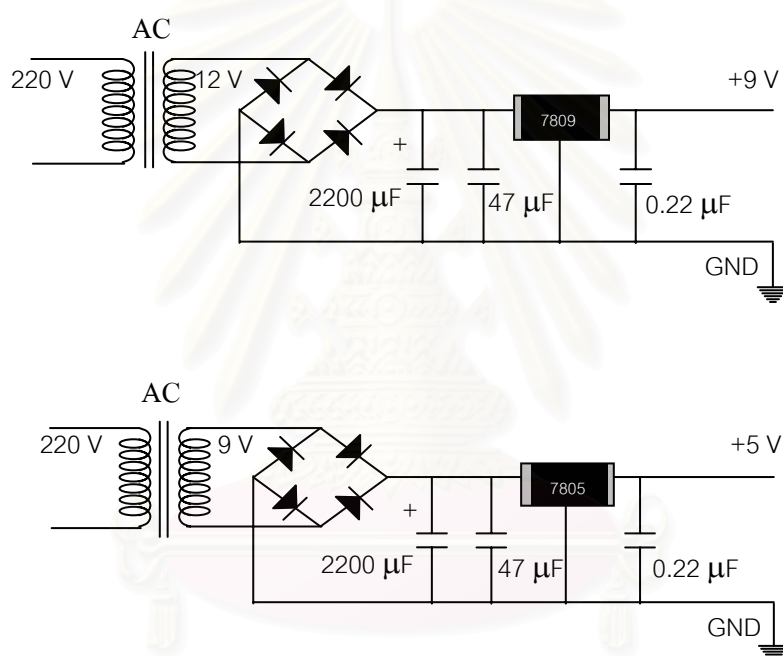 AC
220 V
12 V
+9 V
7809
+
2200 µF
47 µF
0.22 µF
GND
AC
220 V
9 V
+5 V
7805
+
2200 µF
47 µF
0.22 µF
GND